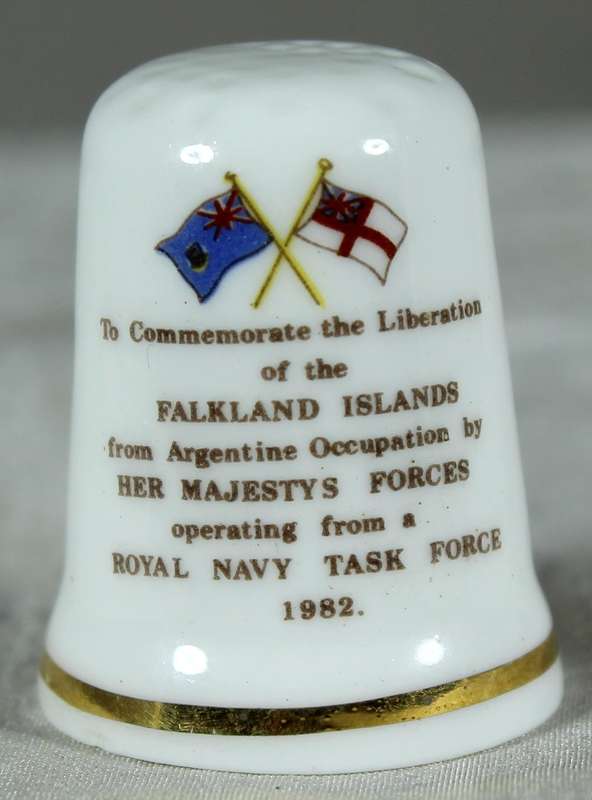 To Commemorate the Liberation
of the
FALKLAND ISLANDS
from Argentine Occupation by
HER MAJESTYS FORCES
operating from a
ROYAL NAVY TASK FORCE
1982.